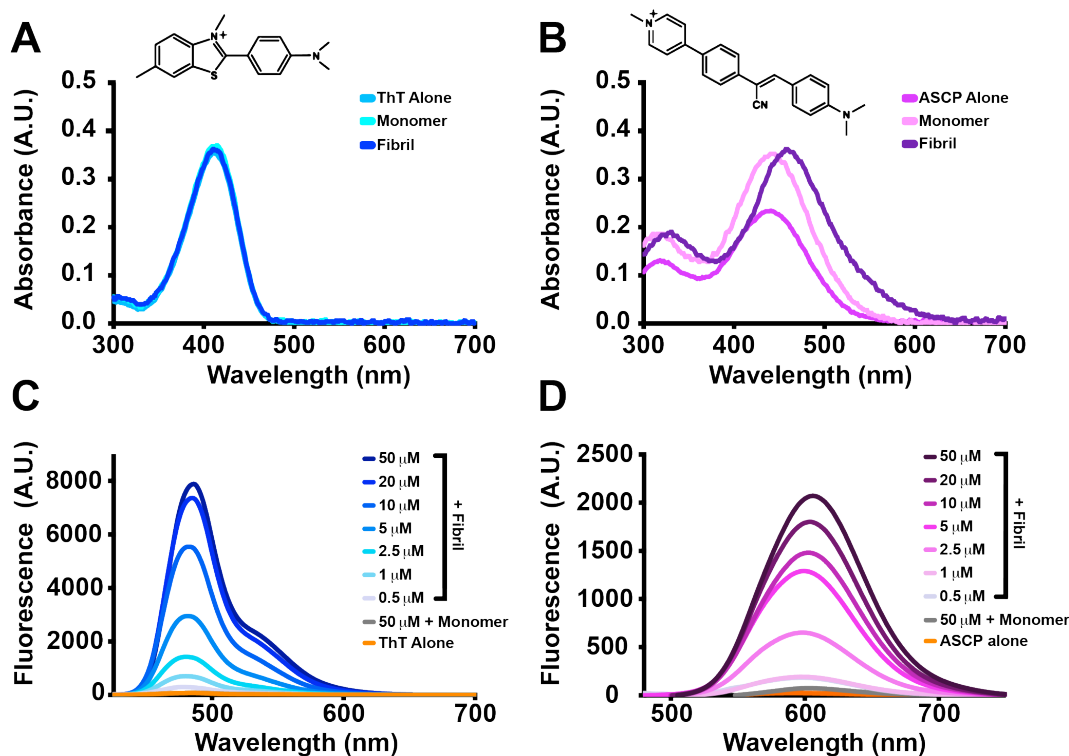 A
N
+
S
N
0.5
0.4
0.3
0.2
0.1
0.0
Absorbance (A.U.)
ThT Alone
Monomer
Fibril
300 400 500 600 700
Wavelength (nm)
B
N
+
CN
N
0.5
0.4
0.3
0.2
0.1
0.0
Absorbance (A.U.)
ASCP Alone
Monomer
Fibril
300 400 500 600 700
Wavelength (nm)
C
8000
6000
4000
2000
0
Fluorescence (A.U.)
50 μM
20 μM
10 μM
5 μM
2.5 μM
1 μM
0.5 μM
+ Fibril
50 μM + Monomer
ThT Alone
500 600 700
Wavelength (nm)
D
2500
2000
1500
1000
500
0
Fluorescence (A.U.)
50 μM
20 μM
10 μM
5 μM
2.5 μM
1 μM
0.5 μM
+ Fibril
50 μM + Monomer
ASCP alone
500 600 700
Wavelength (nm)